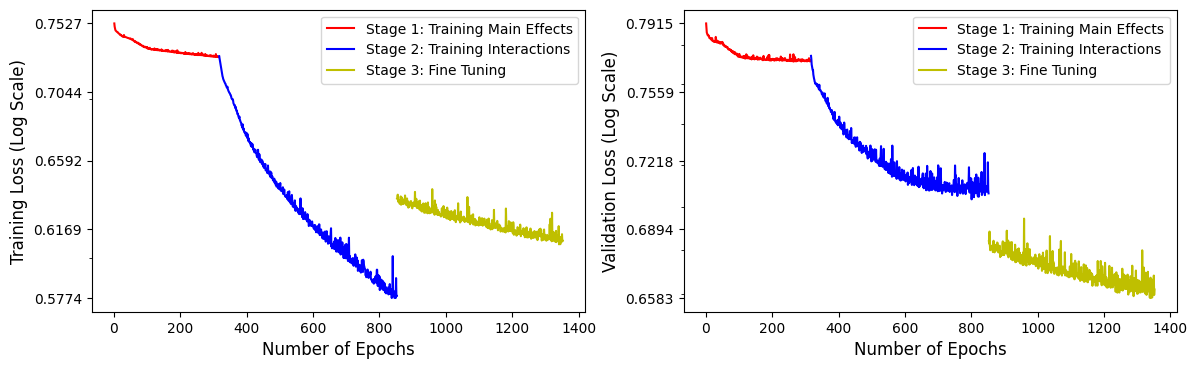 0.7527
0.7044
0.6592
0.6169
0.5774
Training Loss (Log Scale)
Stage 1: Training Main Effects
Stage 2: Training Interactions
Stage 3: Fine Tuning
0 200 400 600 800 1000 1200 1400
Number of Epochs
0.7915
0.7559
0.7218
0.6894
0.6583
Validation Loss (Log Scale)
Stage 1: Training Main Effects
Stage 2: Training Interactions
Stage 3: Fine Tuning
0 200 400 600 800 1000 1200 1400
Number of Epochs